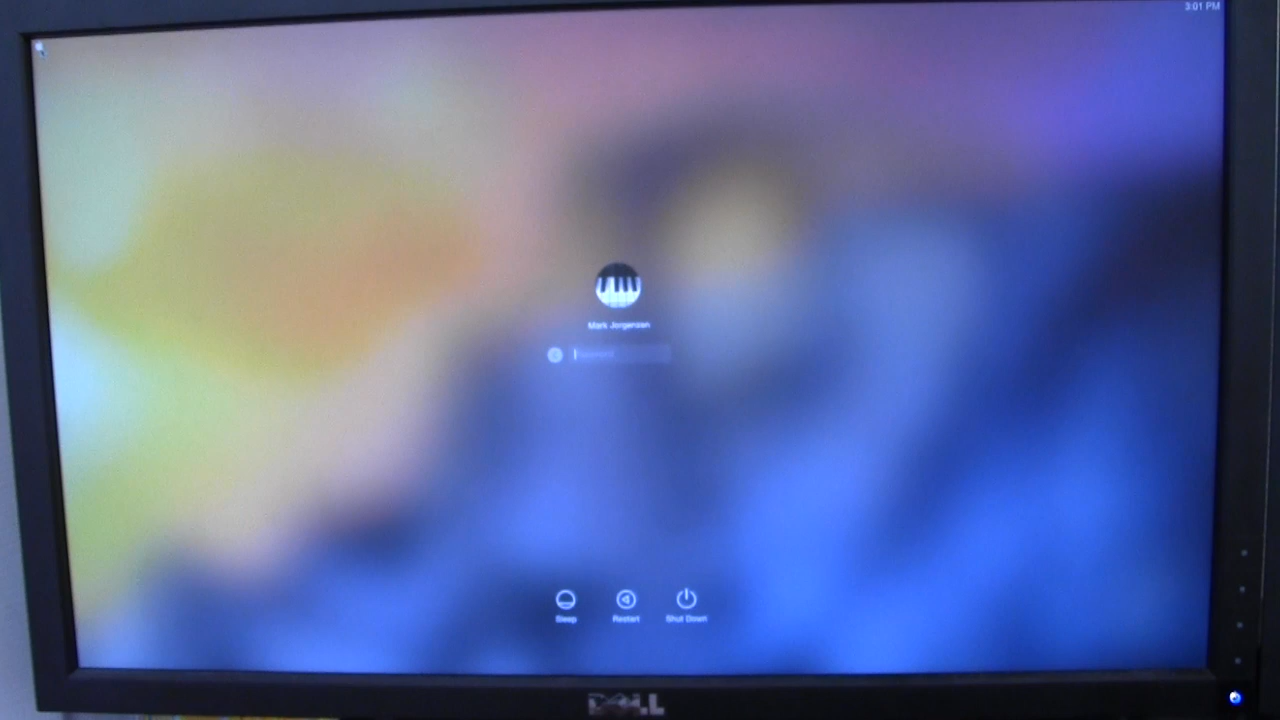 3:01 PM
Mark Jorgensen
Sleep
Restart
Shut Down
DELL